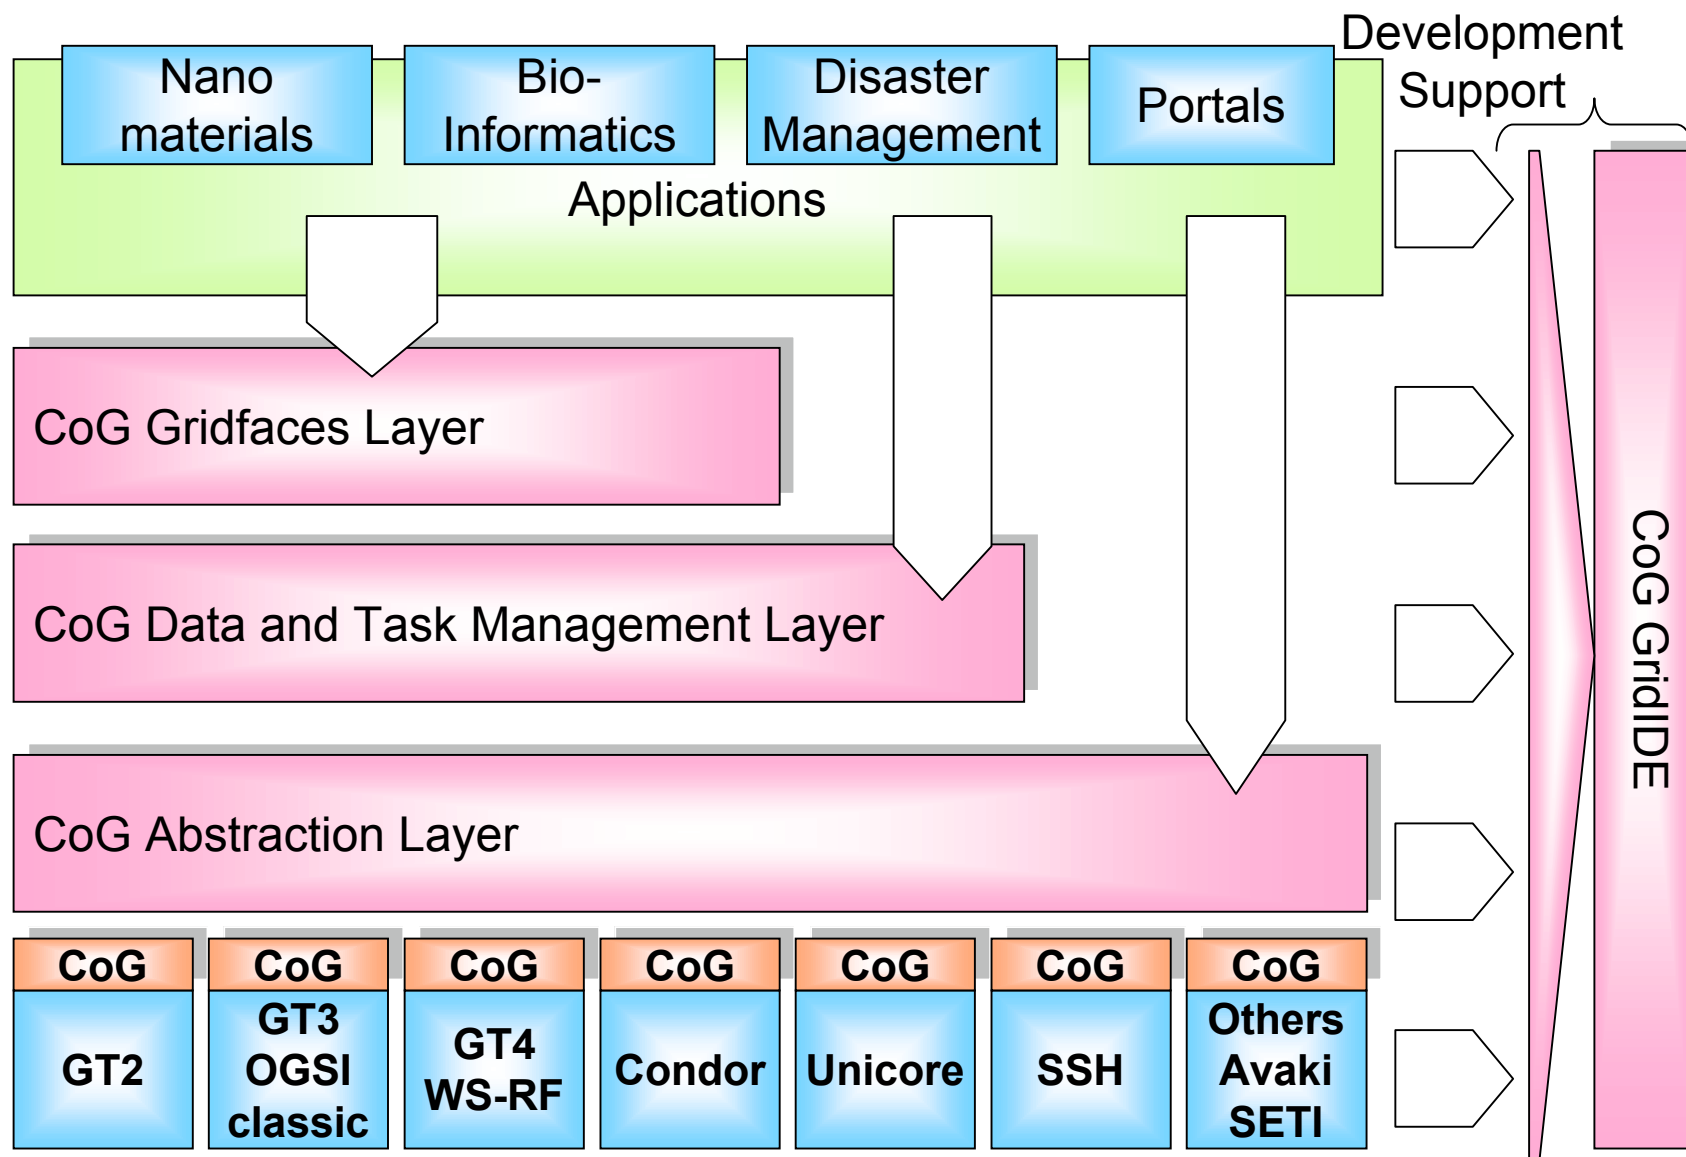 Development
Support
Nano
materials
Bio-
Informatics
Disaster
Management
Portals
Applications
CoG Gridfaces Layer
CoG Data and Task Management Layer
CoG Abstraction Layer
CoG
GT2
CoG
GT3
OGSI
classic
CoG
GT4
WS-RF
CoG
Condor
CoG
Unicore
CoG
SSH
CoG
Others
Avaki
SETI
CoG GridIDE